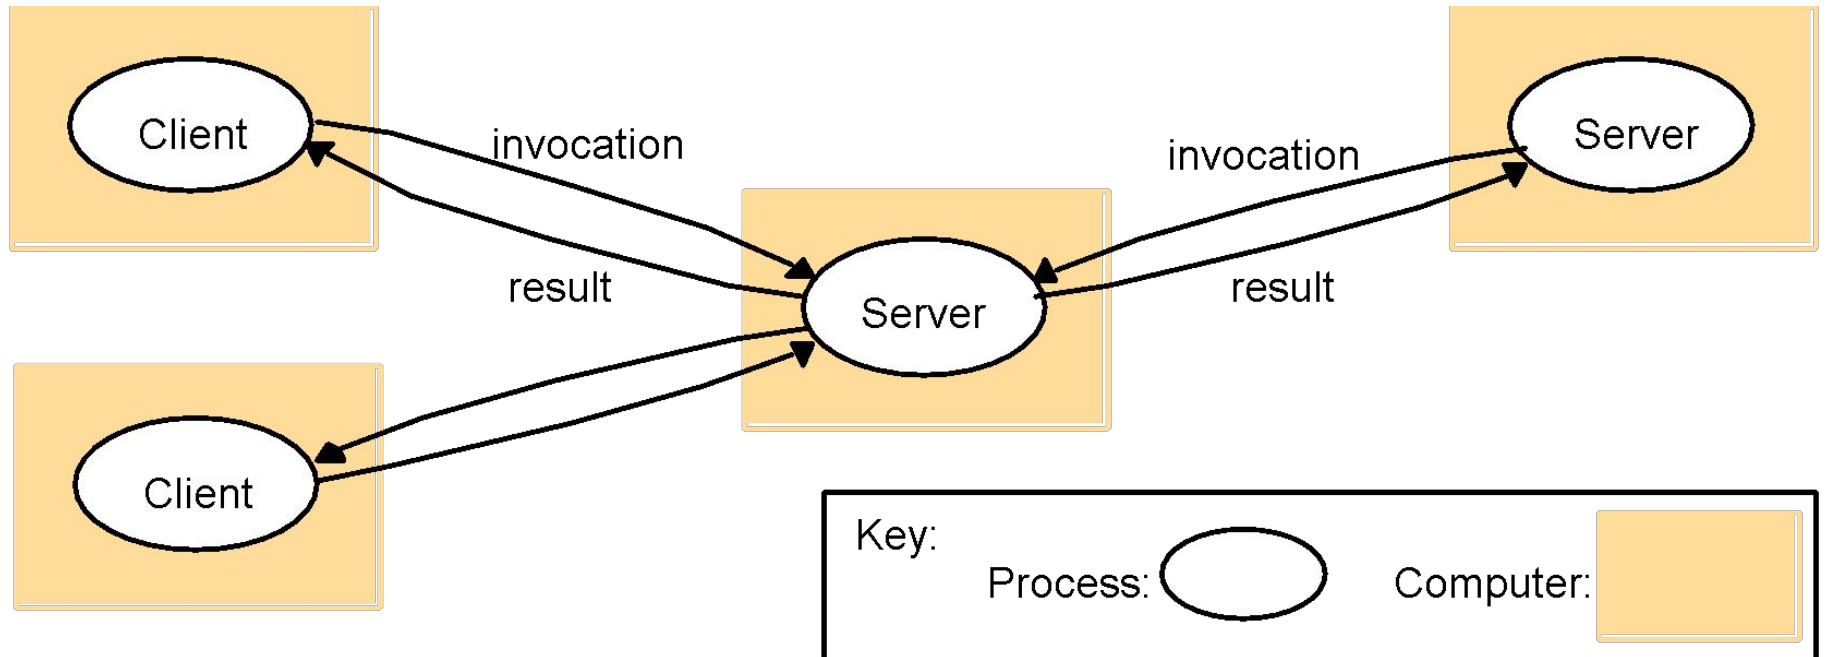 Client
invocation
result
Server
invocation
result
Server
Client
Key:
Process:
Computer: